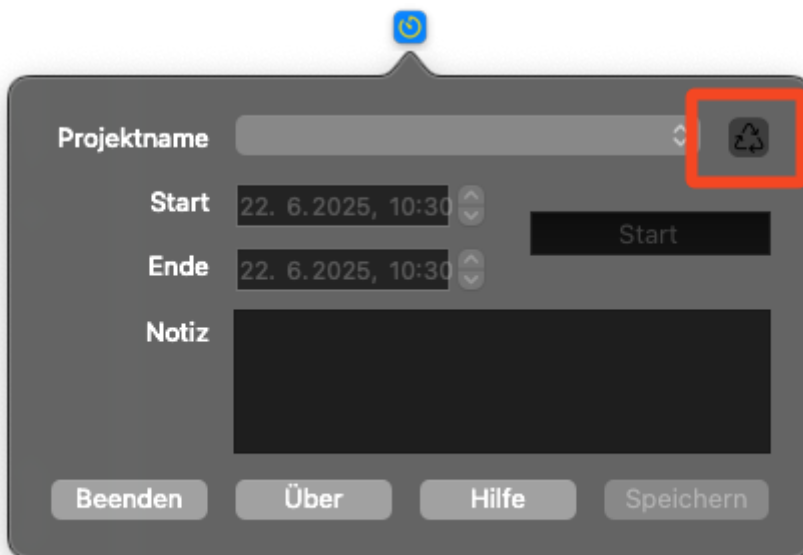 Projektname
Start 22. 6.2025, 10:30
Start
Ende 22. 6.2025, 10:30
Notiz
Beenden Über Hilfe Speichern